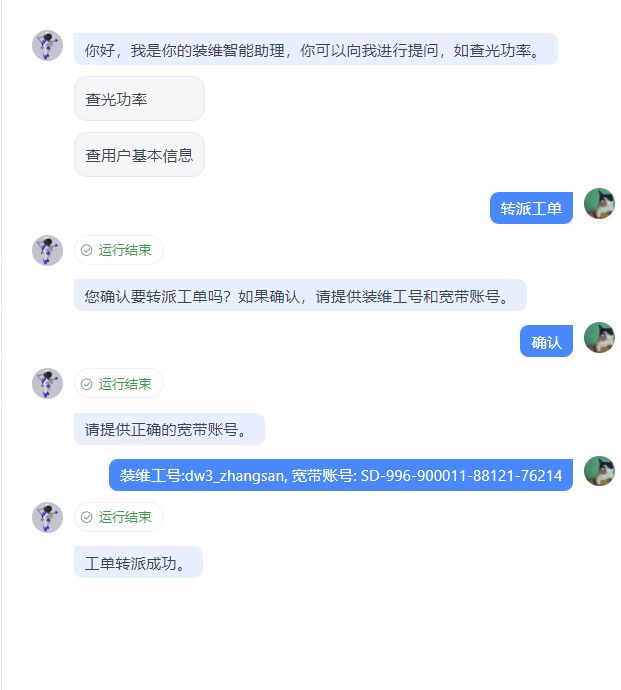 你好，我是你的装维智能助理，你可以向我进行提问，如查光功率。
查光功率
查用户基本信息
转派工单
运行结束
您确认要转派工单吗？如果确认，请提供装维工号和宽带账号。
确认
运行结束
请提供正确的宽带账号。
装维工号:dw3_zhangsan, 宽带账号: SD-996-900011-88121-76214
运行结束
工单转派成功。